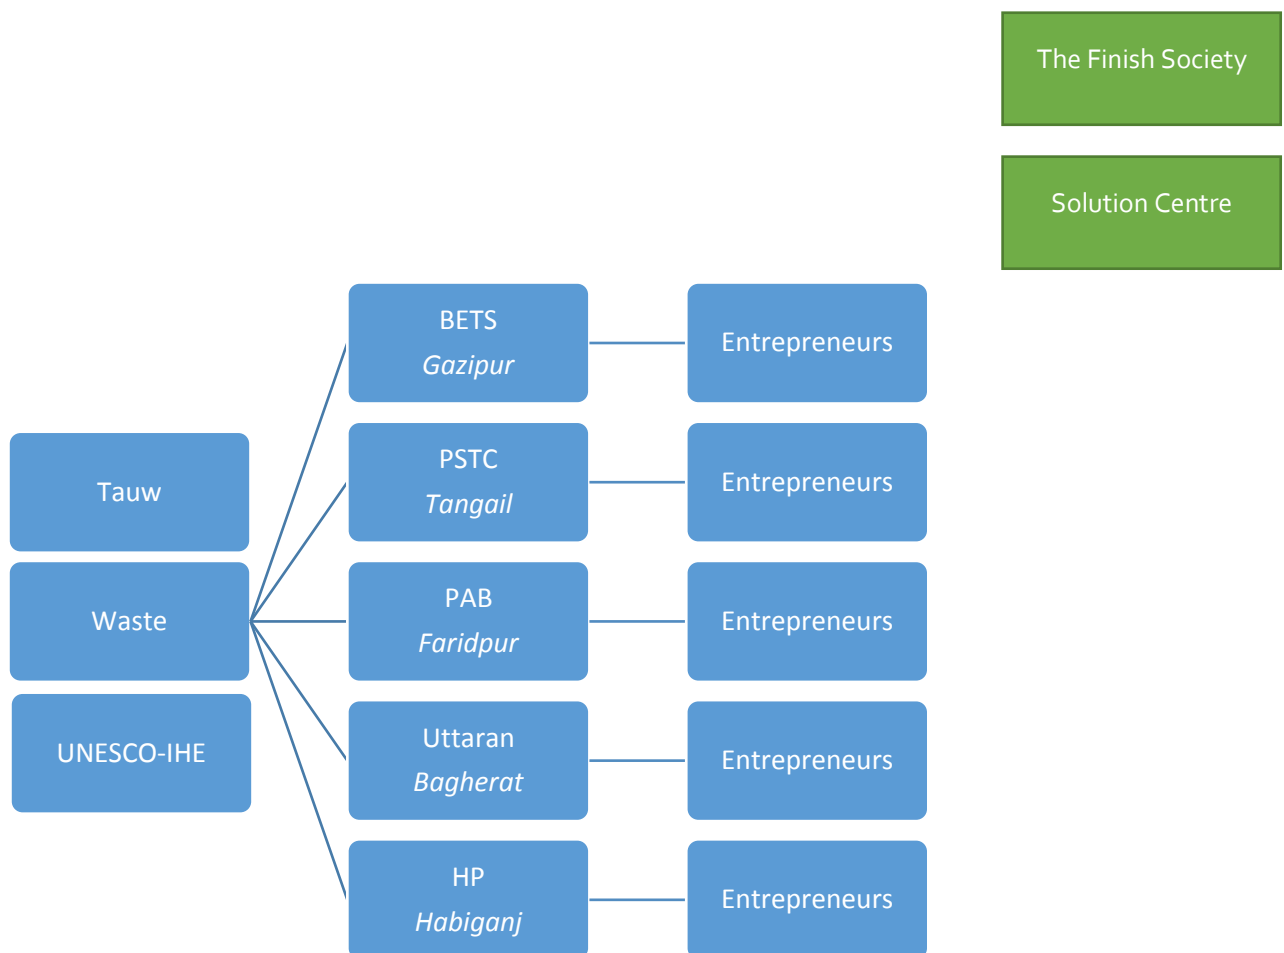 The Finish Society
Solution Centre
BETS
Gazipur
Entrepreneurs
PSTC
Tangail
Entrepreneurs
Tauw
Waste
UNESCO-IHE
PAB
Faridpur
Entrepreneurs
Uttaran
Bagherat
Entrepreneurs
HP
Habiganj
Entrepreneurs